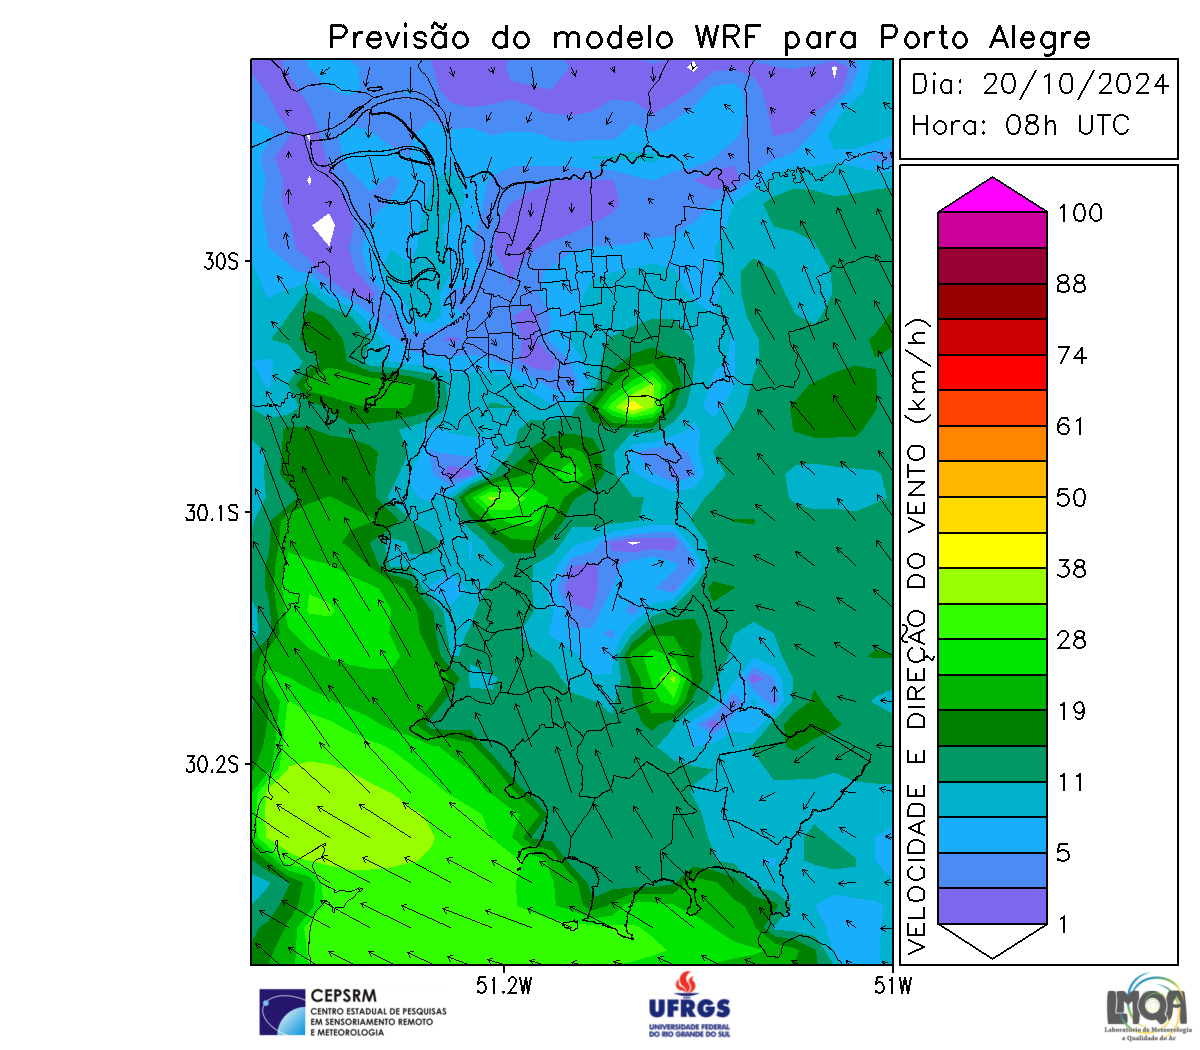 Previsão do modelo WRF para Porto Alegre
Dia: 20/10/2024
Hora: 08h UTC
30S
30.1S
30.2S
51.2W
51W
VELOCIDADE E DIREÇÃO DO VENTO (km/h)
100
88
74
61
50
38
28
19
11
5
1
CEPSRM
CENTRO ESTADUAL DE PESQUISAS
EM SENSORIAMENTO REMOTO
E METEOROLOGIA
UFRGS
UNIVERSIDADE FEDERAL
DO RIO GRANDE DO SUL
LMQA
Laboratório de Meteorologia
e Qualidade do Ar